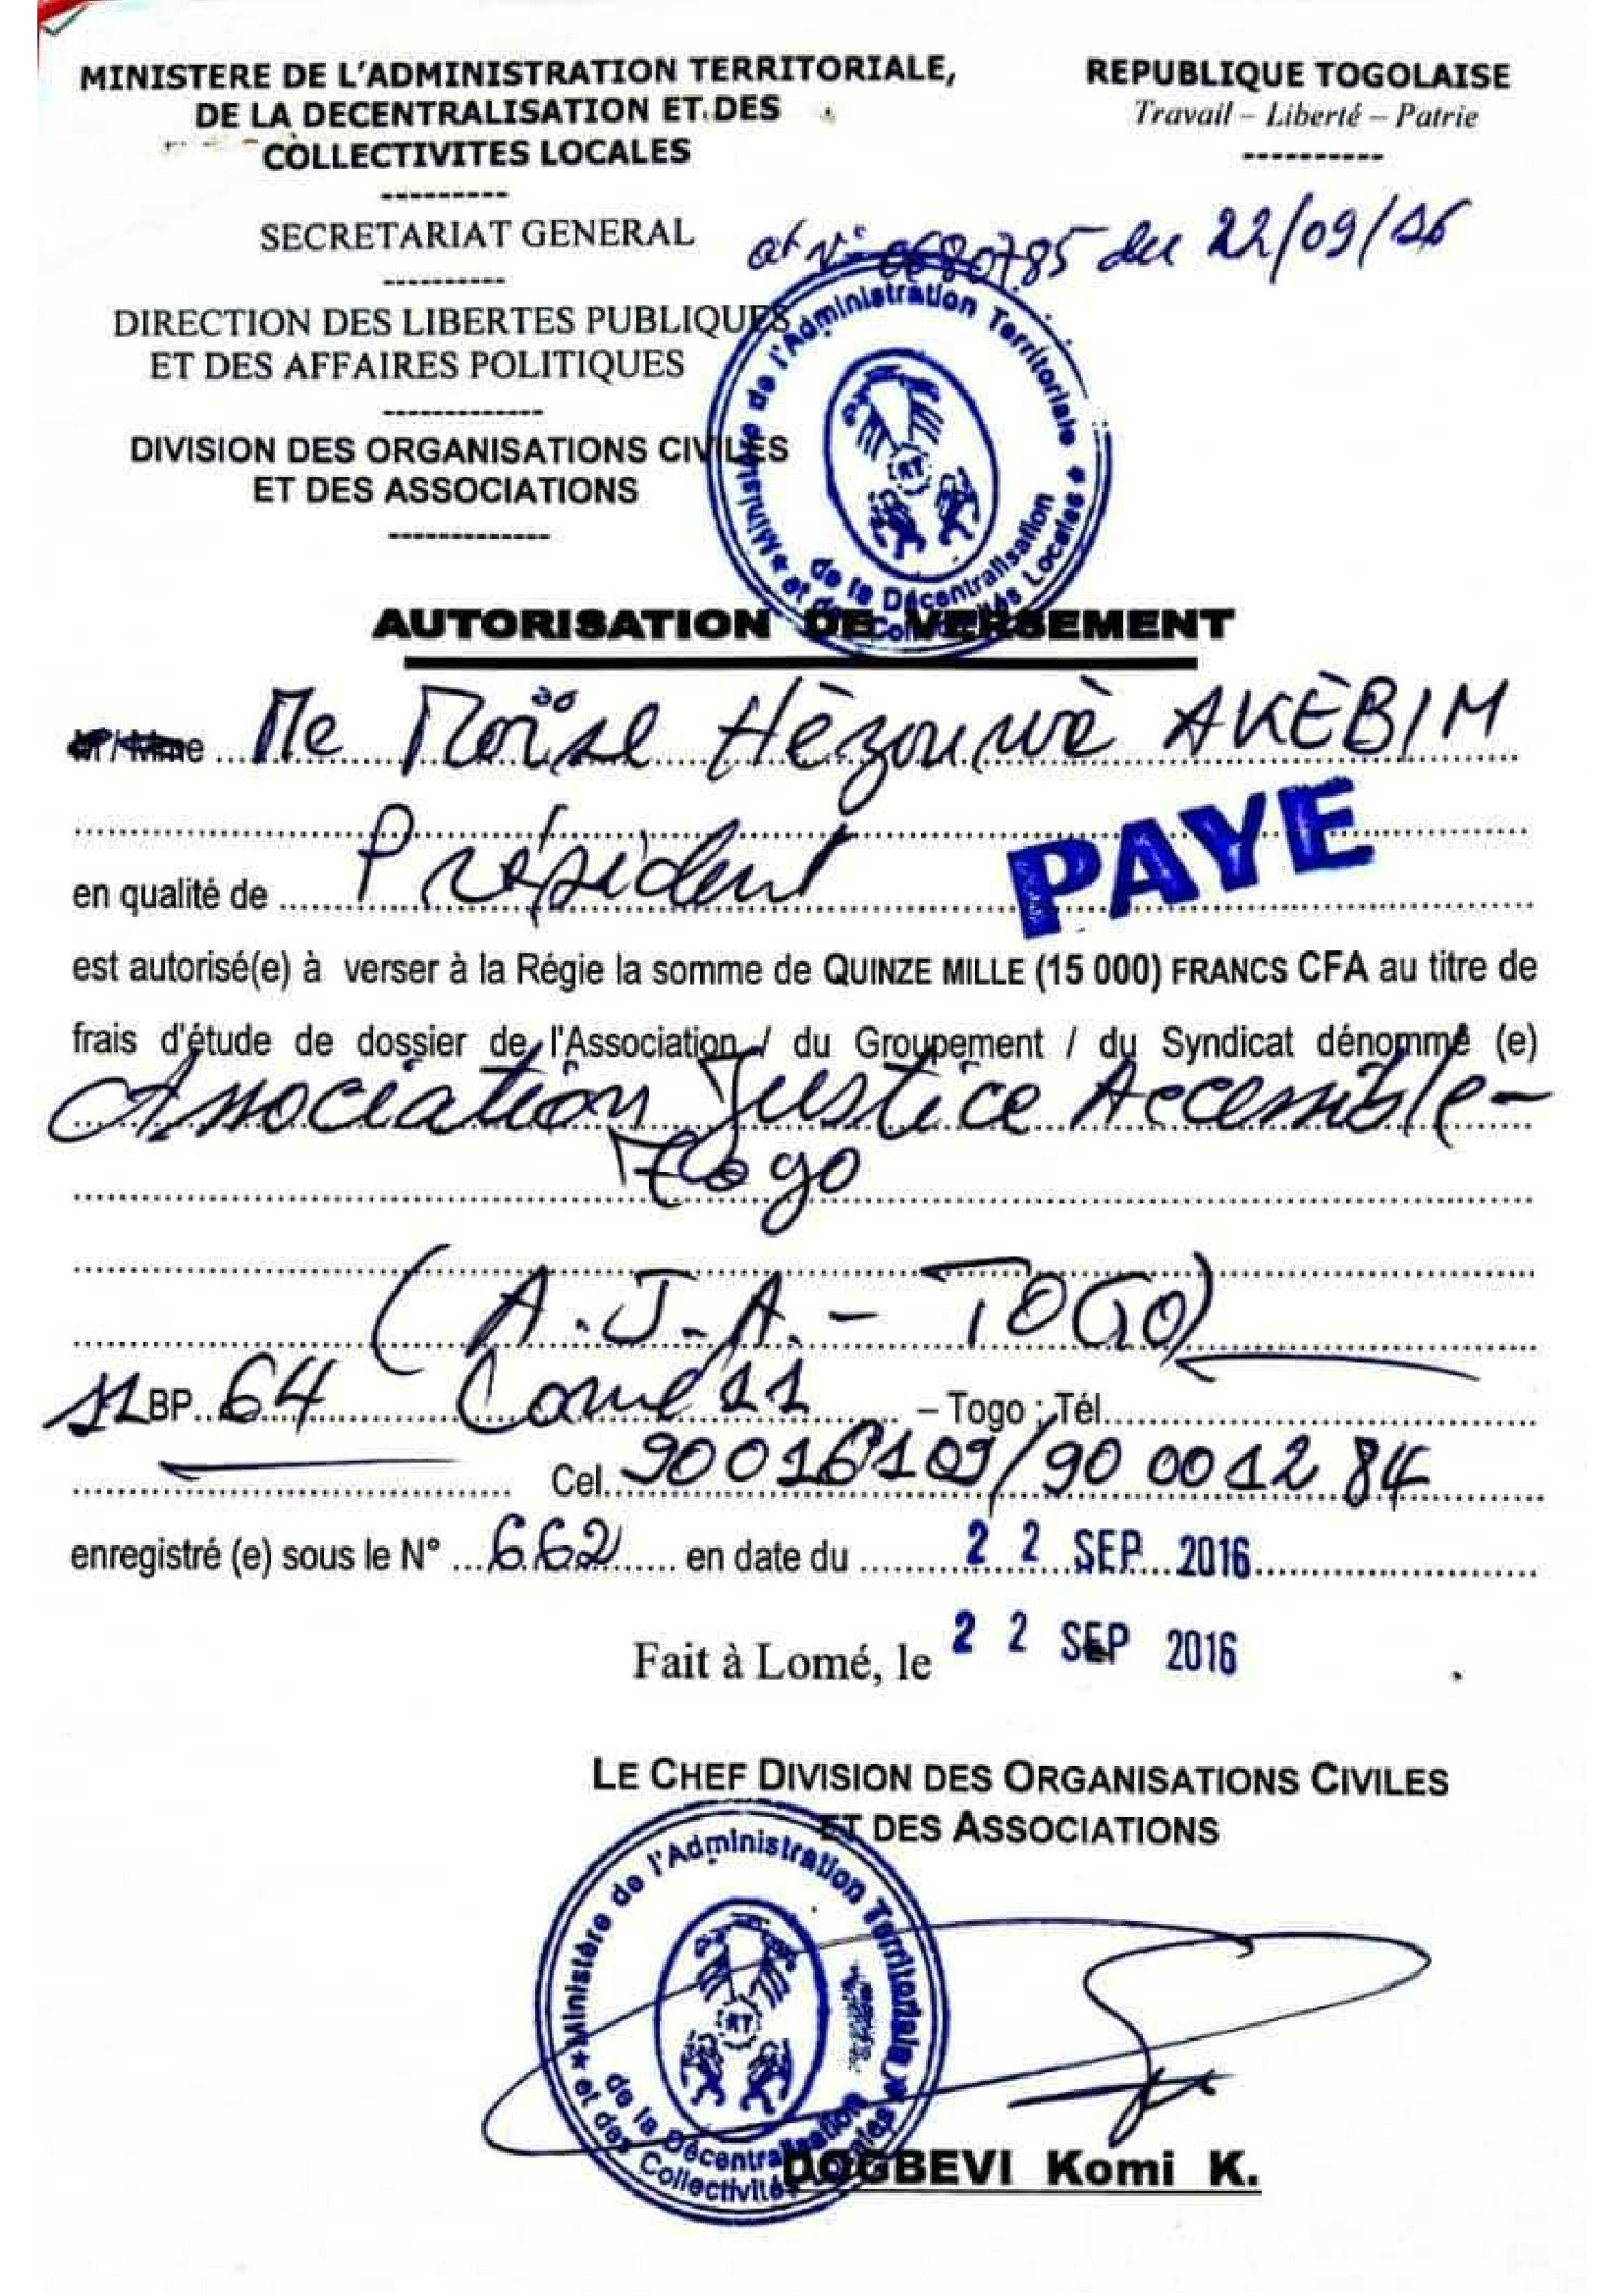 MINISTERE DE L'ADMINISTRATION TERRITORIALE,
DE LA DECENTRALISATION ET DES
COLLECTIVITES LOCALES
----------
SECRETARIAT GENERAL
----------
DIRECTION DES LIBERTES PUBLIQUES
ET DES AFFAIRES POLITIQUES
-------------
DIVISION DES ORGANISATIONS CIVILES
ET DES ASSOCIATIONS
-------------
REPUBLIQUE TOGOLAISE
Travail – Liberté – Patrie
----------
N° 0680785 du 22/09/16
Ministère de l'Administration Territoriale
de la Décentralisation
et des Collectivités Locales
RT
AUTORISATION DE VERSEMENT
M / Mme Me Moïse Hèzouwè AKÈBIM
PAYE
en qualité de Président
est autorisé(e) à verser à la Régie la somme de QUINZE MILLE (15 000) FRANCS CFA au titre de
frais d'étude de dossier de l'Association / du Groupement / du Syndicat dénommé (e)
Association Justice Accessible-
Togo
(A.J.A. - TOGO)
11 BP. 64 Lomé 11 – Togo ; Tél.
Cel. 90016109/90 0012 84
enregistré (e) sous le N° 662 en date du 22 SEP. 2016
Fait à Lomé, le 22 SEP 2016
LE CHEF DIVISION DES ORGANISATIONS CIVILES
ET DES ASSOCIATIONS
Ministère de l'Administration Territoriale
de la Décentralisation
et des Collectivités Locales
RT
DOGBEVI Komi K.